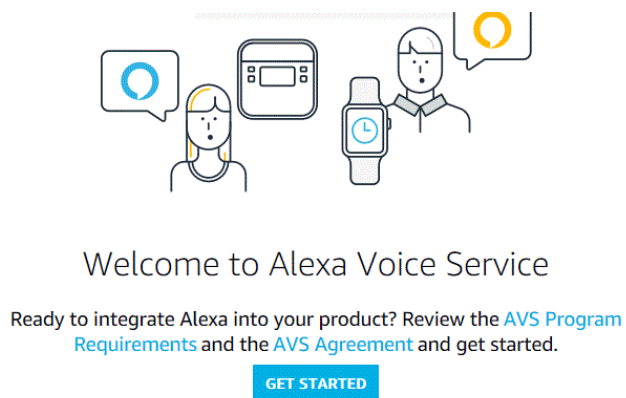 Welcome to Alexa Voice Service
Ready to integrate Alexa into your product? Review the AVS Program
Requirements and the AVS Agreement and get started.
GET STARTED